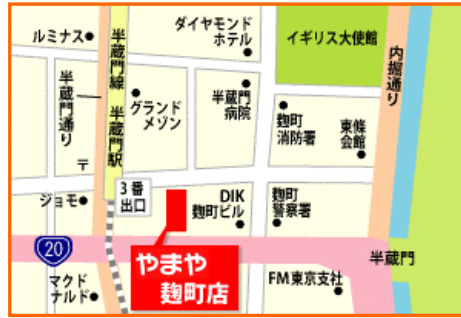 ルミナス
ダイヤモンド
ホテル
イギリス大使館
内掘通り
半蔵門線 半蔵門駅
半蔵門通り
グランド
メゾン
半蔵門
病院
麹町
消防署
東條
会館
〒
3番
出口
ジョモ
DIK
麹町ビル
麹町
警察署
20
やまや
麹町店
半蔵門
マクド
ナルド
FM東京支社